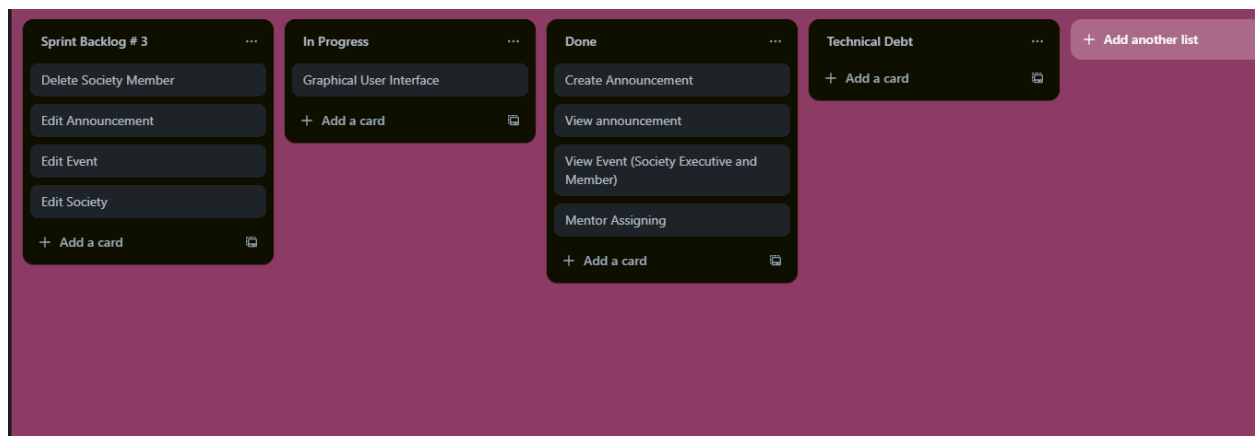 Sprint Backlog # 3
Delete Society Member
Edit Announcement
Edit Event
Edit Society
+ Add a card
In Progress
Graphical User Interface
+ Add a card
Done
Create Announcement
View announcement
View Event (Society Executive and
Member)
Mentor Assigning
+ Add a card
Technical Debt
+ Add a card
+ Add another list